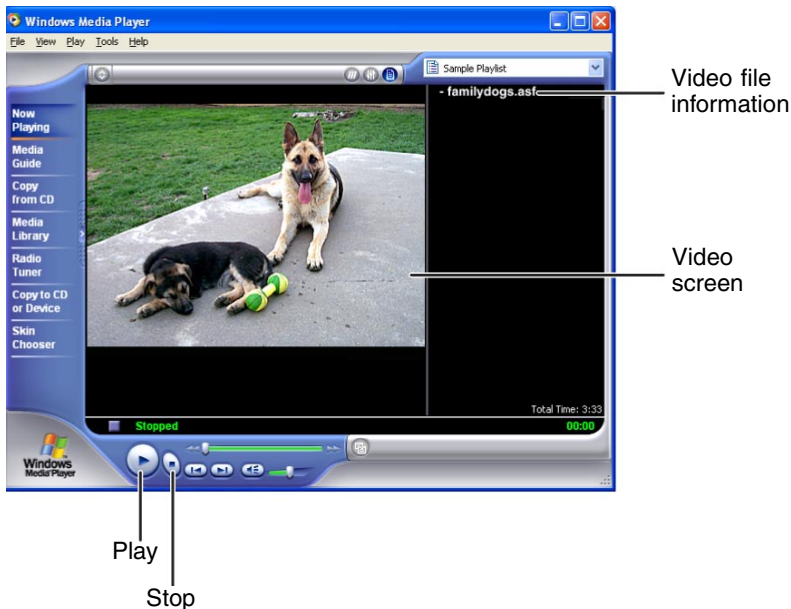 Windows Media Player
File View Play Tools Help
Sample Playlist
- familydogs.asf
Video file
information
Now
Playing
Media
Guide
Copy
from CD
Media
Library
Radio
Tuner
Copy to CD
or Device
Skin
Chooser
Video
screen
Total Time: 3:33
Stopped
00:00
Windows
Media Player
Play
Stop